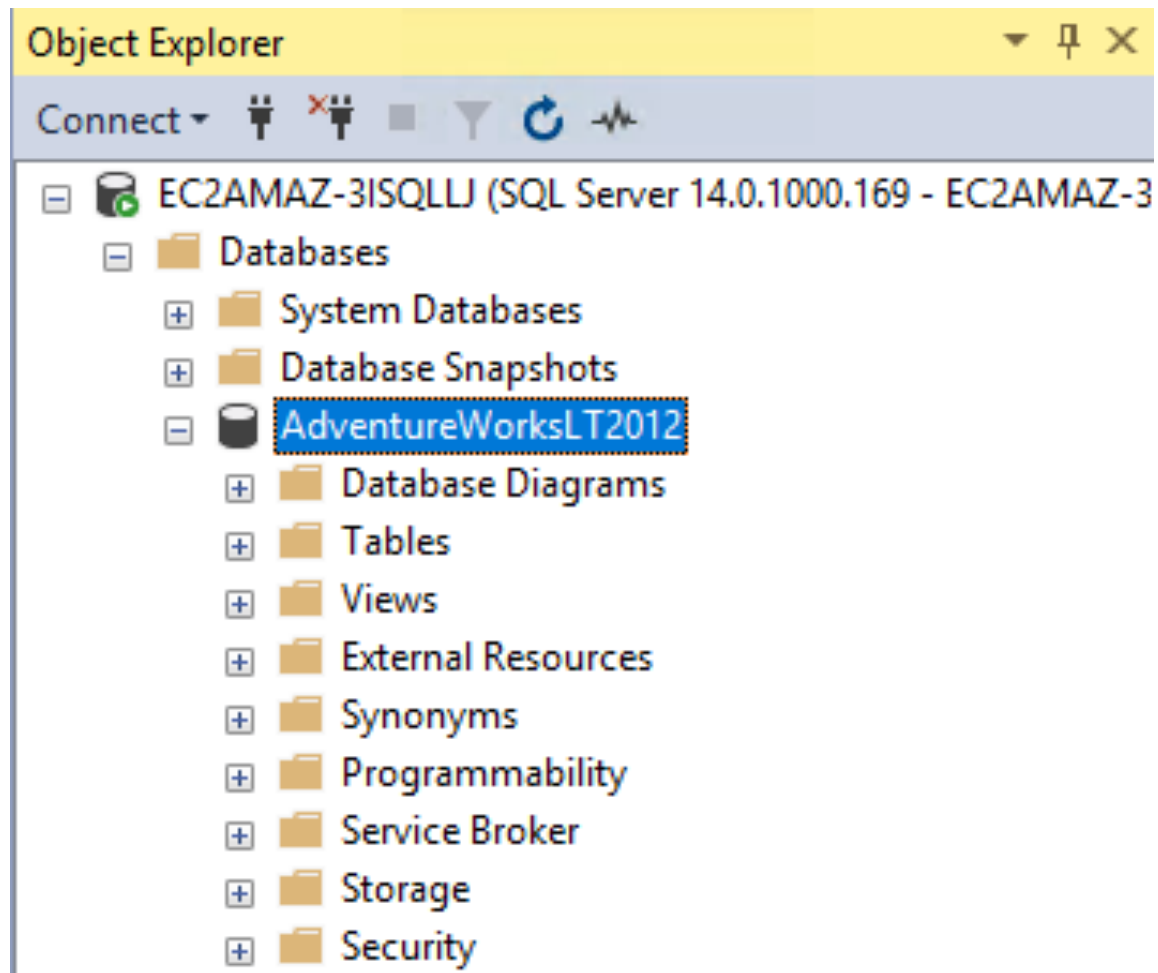 Object Explorer
Connect
EC2AMAZ-3ISQLLJ (SQL Server 14.0.1000.169 - EC2AMAZ-3
Databases
System Databases
Database Snapshots
AdventureWorksLT2012
Database Diagrams
Tables
Views
External Resources
Synonyms
Programmability
Service Broker
Storage
Security